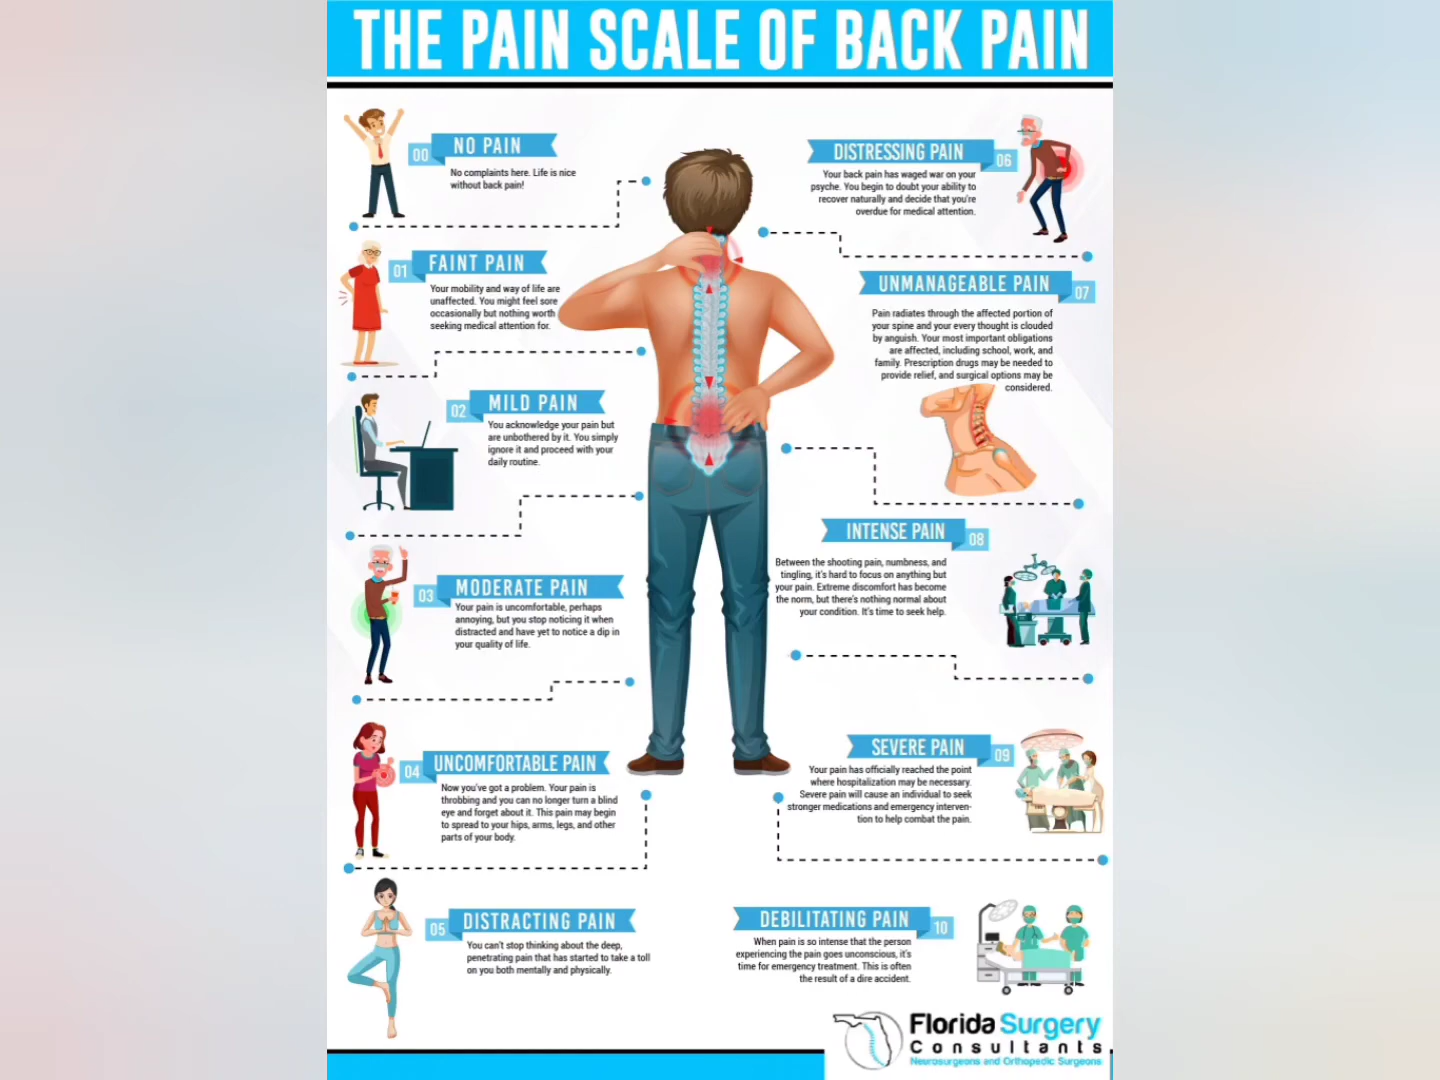 THE PAIN SCALE OF BACK PAIN
00 NO PAIN
No complaints here. Life is nice
without back pain!
01 FAINT PAIN
Your mobility and way of life are
unaffected. You might feel sore
occasionally but nothing worth
seeking medical attention for.
02 MILD PAIN
You acknowledge your pain but
are unbothered by it. You simply
ignore it and proceed with your
daily routine.
03 MODERATE PAIN
Your pain is uncomfortable, perhaps
annoying, but you stop noticing it when
distracted and have yet to notice a dip in
your quality of life.
04 UNCOMFORTABLE PAIN
Now you've got a problem. Your pain is
throbbing and you can no longer turn a blind
eye and forget about it. This pain may begin
to spread to your hips, arms, legs, and other
parts of your body.
05 DISTRACTING PAIN
You can't stop thinking about the deep,
penetrating pain that has started to take a toll
on you both mentally and physically.
DISTRESSING PAIN 06
Your back pain has waged war on your
psyche. You begin to doubt your ability to
recover naturally and decide that you're
overdue for medical attention.
UNMANAGEABLE PAIN 07
Pain radiates through the affected portion of
your spine and your every thought is clouded
by anguish. Your most important obligations
are affected, including school, work, and
family. Prescription drugs may be needed to
provide relief, and surgical options may be
considered.
INTENSE PAIN 08
Between the shooting pain, numbness, and
tingling, it's hard to focus on anything but
your pain. Extreme discomfort has become
the norm, but there's nothing normal about
your condition. It's time to seek help.
SEVERE PAIN 09
Your pain has officially reached the point
where hospitalization may be necessary.
Severe pain will cause an individual to seek
stronger medications and emergency interven-
tion to help combat the pain.
DEBILITATING PAIN 10
When pain is so intense that the person
experiencing the pain goes unconscious, it's
time for emergency treatment. This is often
the result of a dire accident.
Florida Surgery
Consultants
Neurosurgeons and Orthopedic Surgeons